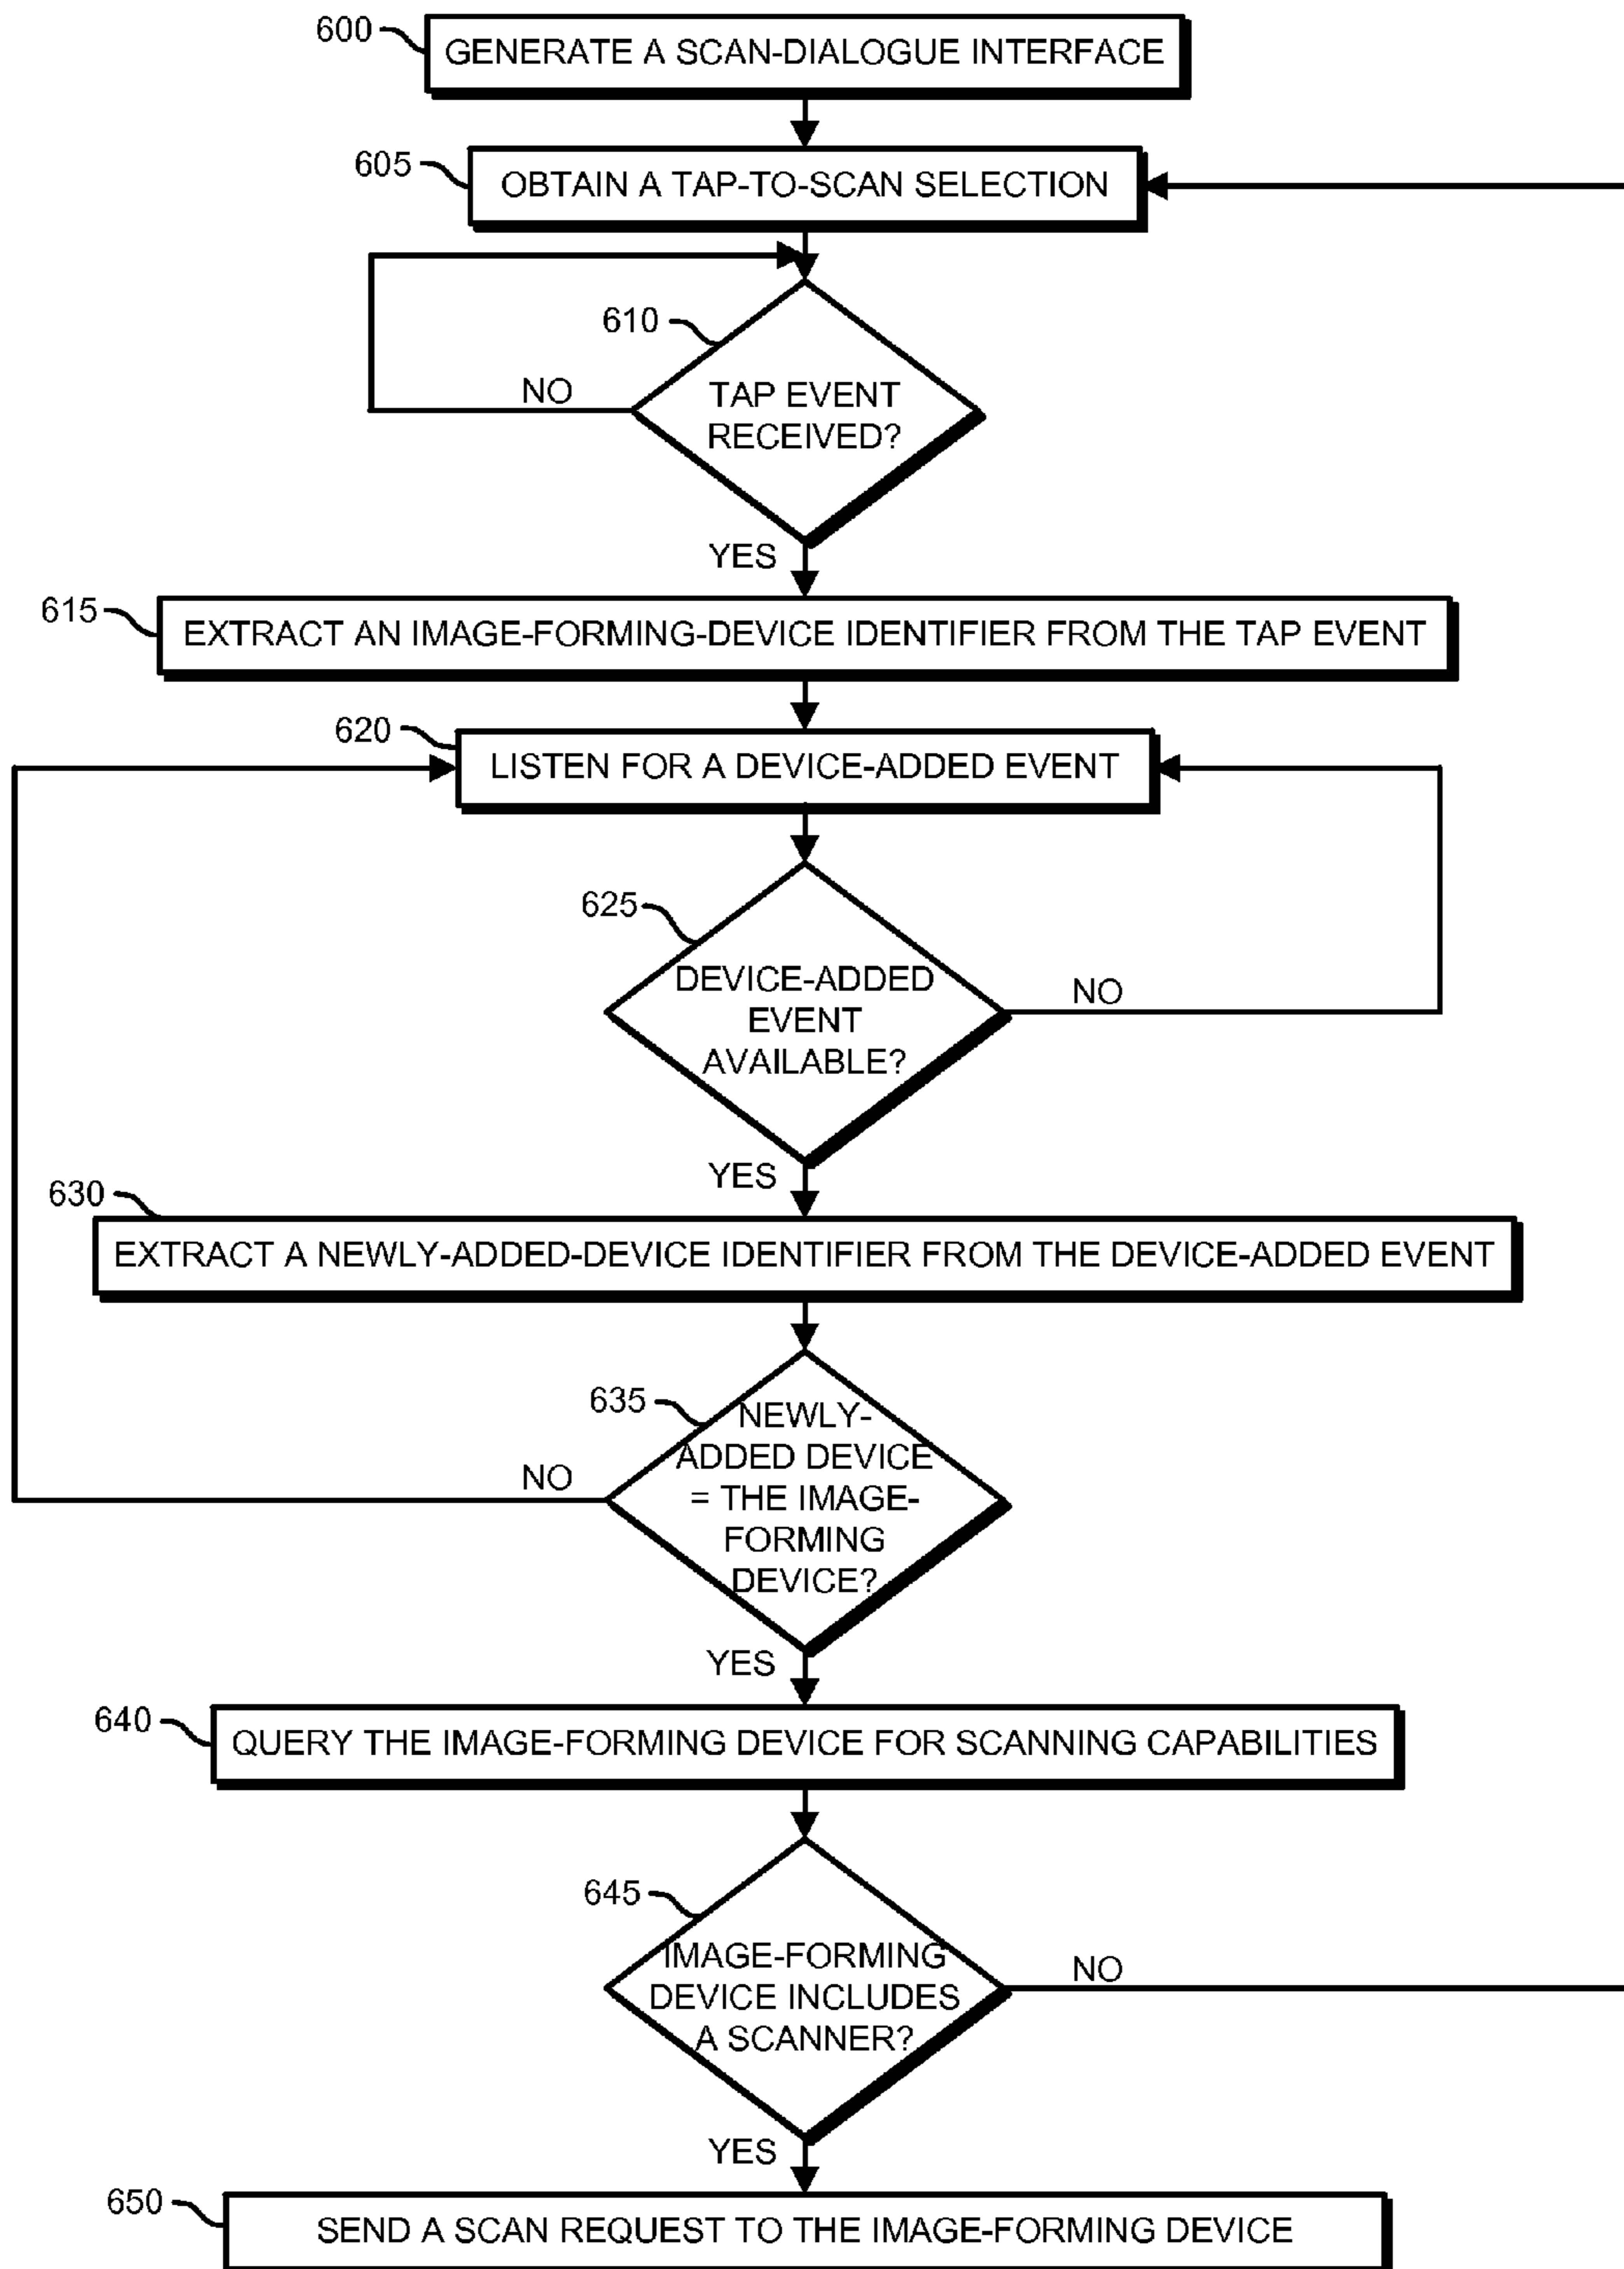 600
GENERATE A SCAN-DIALOGUE INTERFACE
605
OBTAIN A TAP-TO-SCAN SELECTION
610
TAP EVENT
RECEIVED?
NO
YES
615
EXTRACT AN IMAGE-FORMING-DEVICE IDENTIFIER FROM THE TAP EVENT
620
LISTEN FOR A DEVICE-ADDED EVENT
625
DEVICE-ADDED
EVENT
AVAILABLE?
NO
YES
630
EXTRACT A NEWLY-ADDED-DEVICE IDENTIFIER FROM THE DEVICE-ADDED EVENT
635
NEWLY-
ADDED DEVICE
= THE IMAGE-
FORMING
DEVICE?
NO
YES
640
QUERY THE IMAGE-FORMING DEVICE FOR SCANNING CAPABILITIES
645
IMAGE-FORMING
DEVICE INCLUDES
A SCANNER?
NO
YES
650
SEND A SCAN REQUEST TO THE IMAGE-FORMING DEVICE